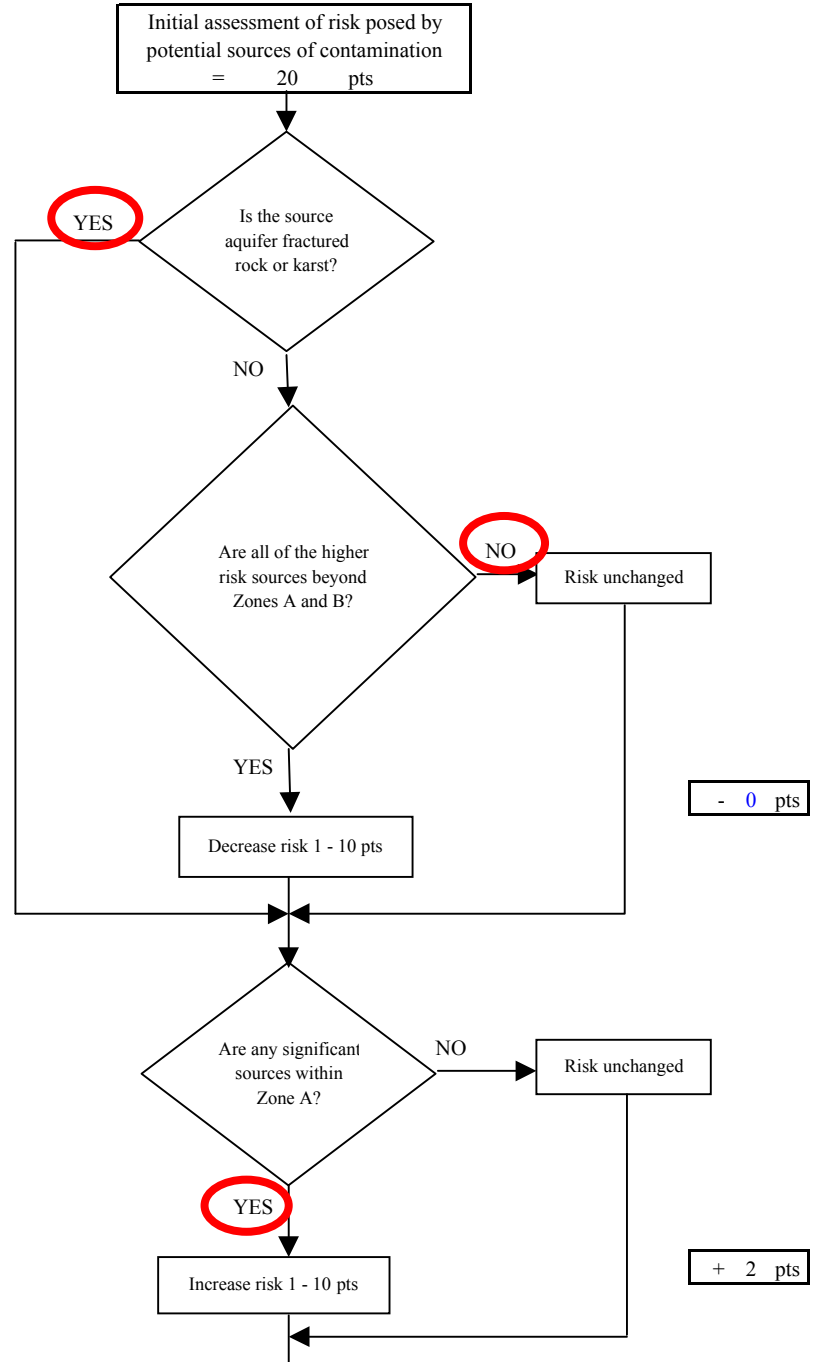 Initial assessment of risk posed by
potential sources of contamination
= 20 pts
YES
Is the source
aquifer fractured
rock or karst?
NO
Are all of the higher
risk sources beyond
Zones A and B?
NO
Risk unchanged
YES
- 0 pts
Decrease risk 1 - 10 pts
Are any significant
sources within
Zone A?
NO
Risk unchanged
YES
Increase risk 1 - 10 pts
+ 2 pts